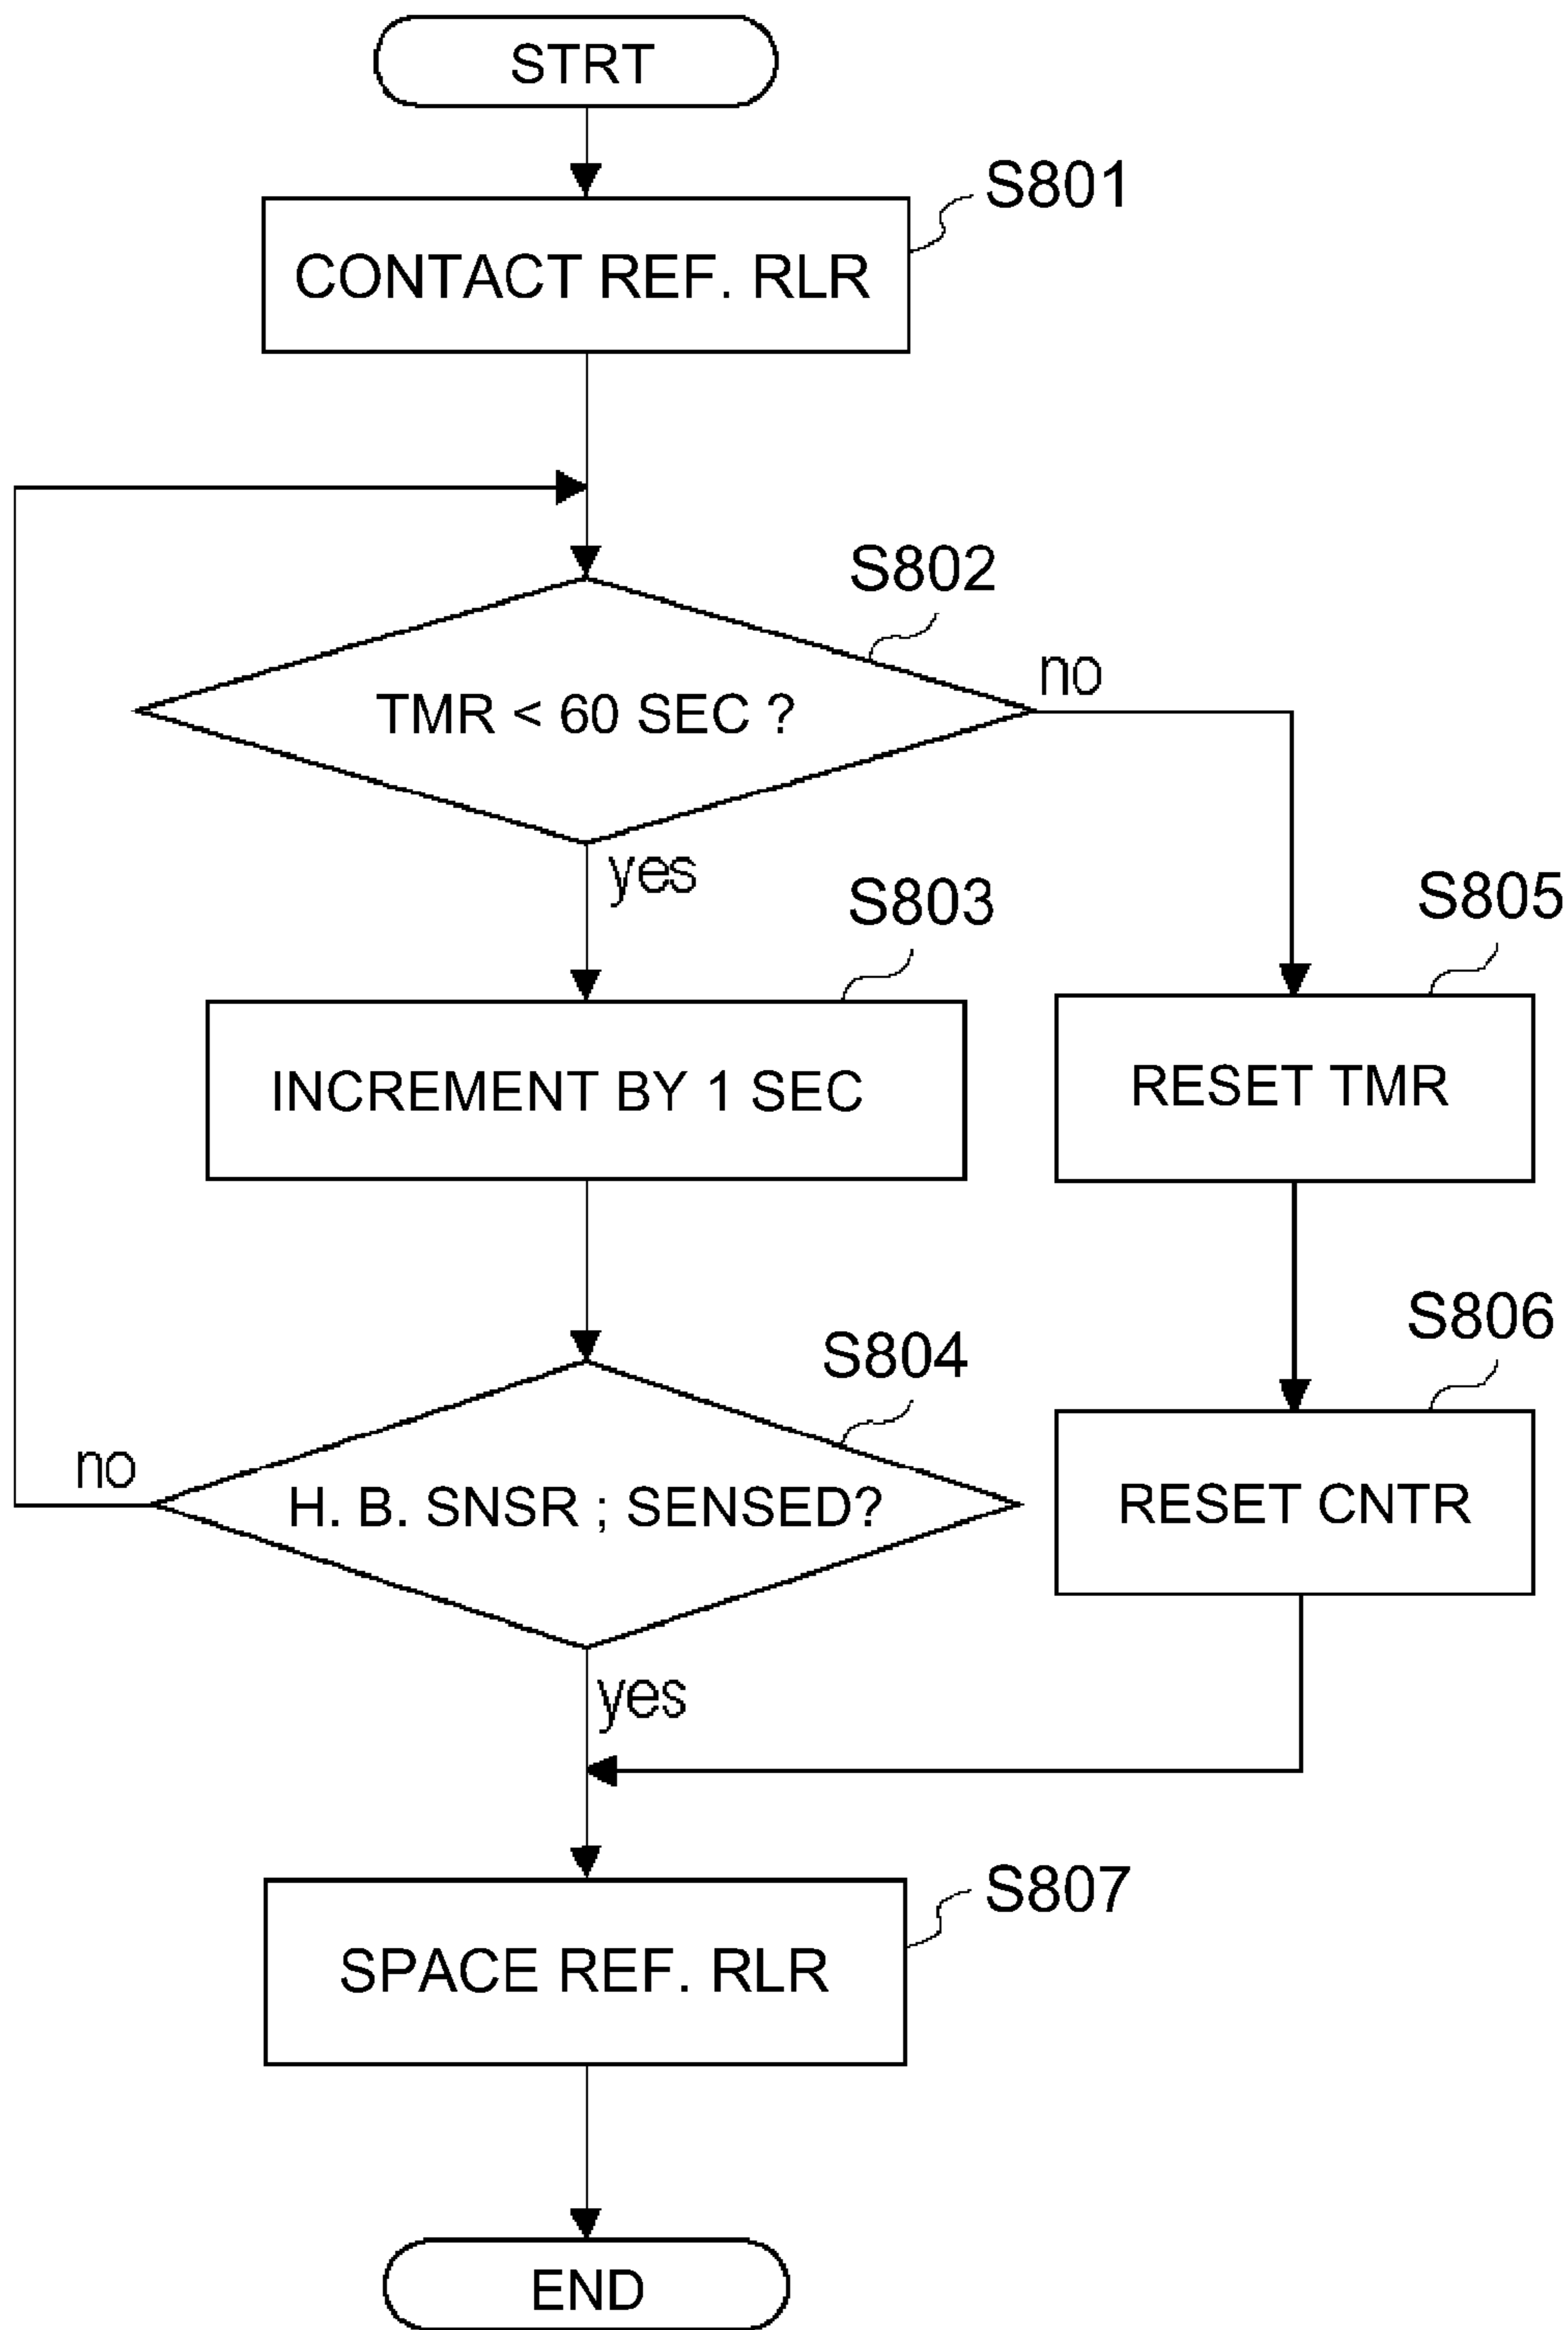 STRT
S801
CONTACT REF. RLR
S802
TMR < 60 SEC ?
no
yes
S803
INCREMENT BY 1 SEC
S805
RESET TMR
S804
H. B. SNSR ; SENSED?
no
yes
S806
RESET CNTR
S807
SPACE REF. RLR
END